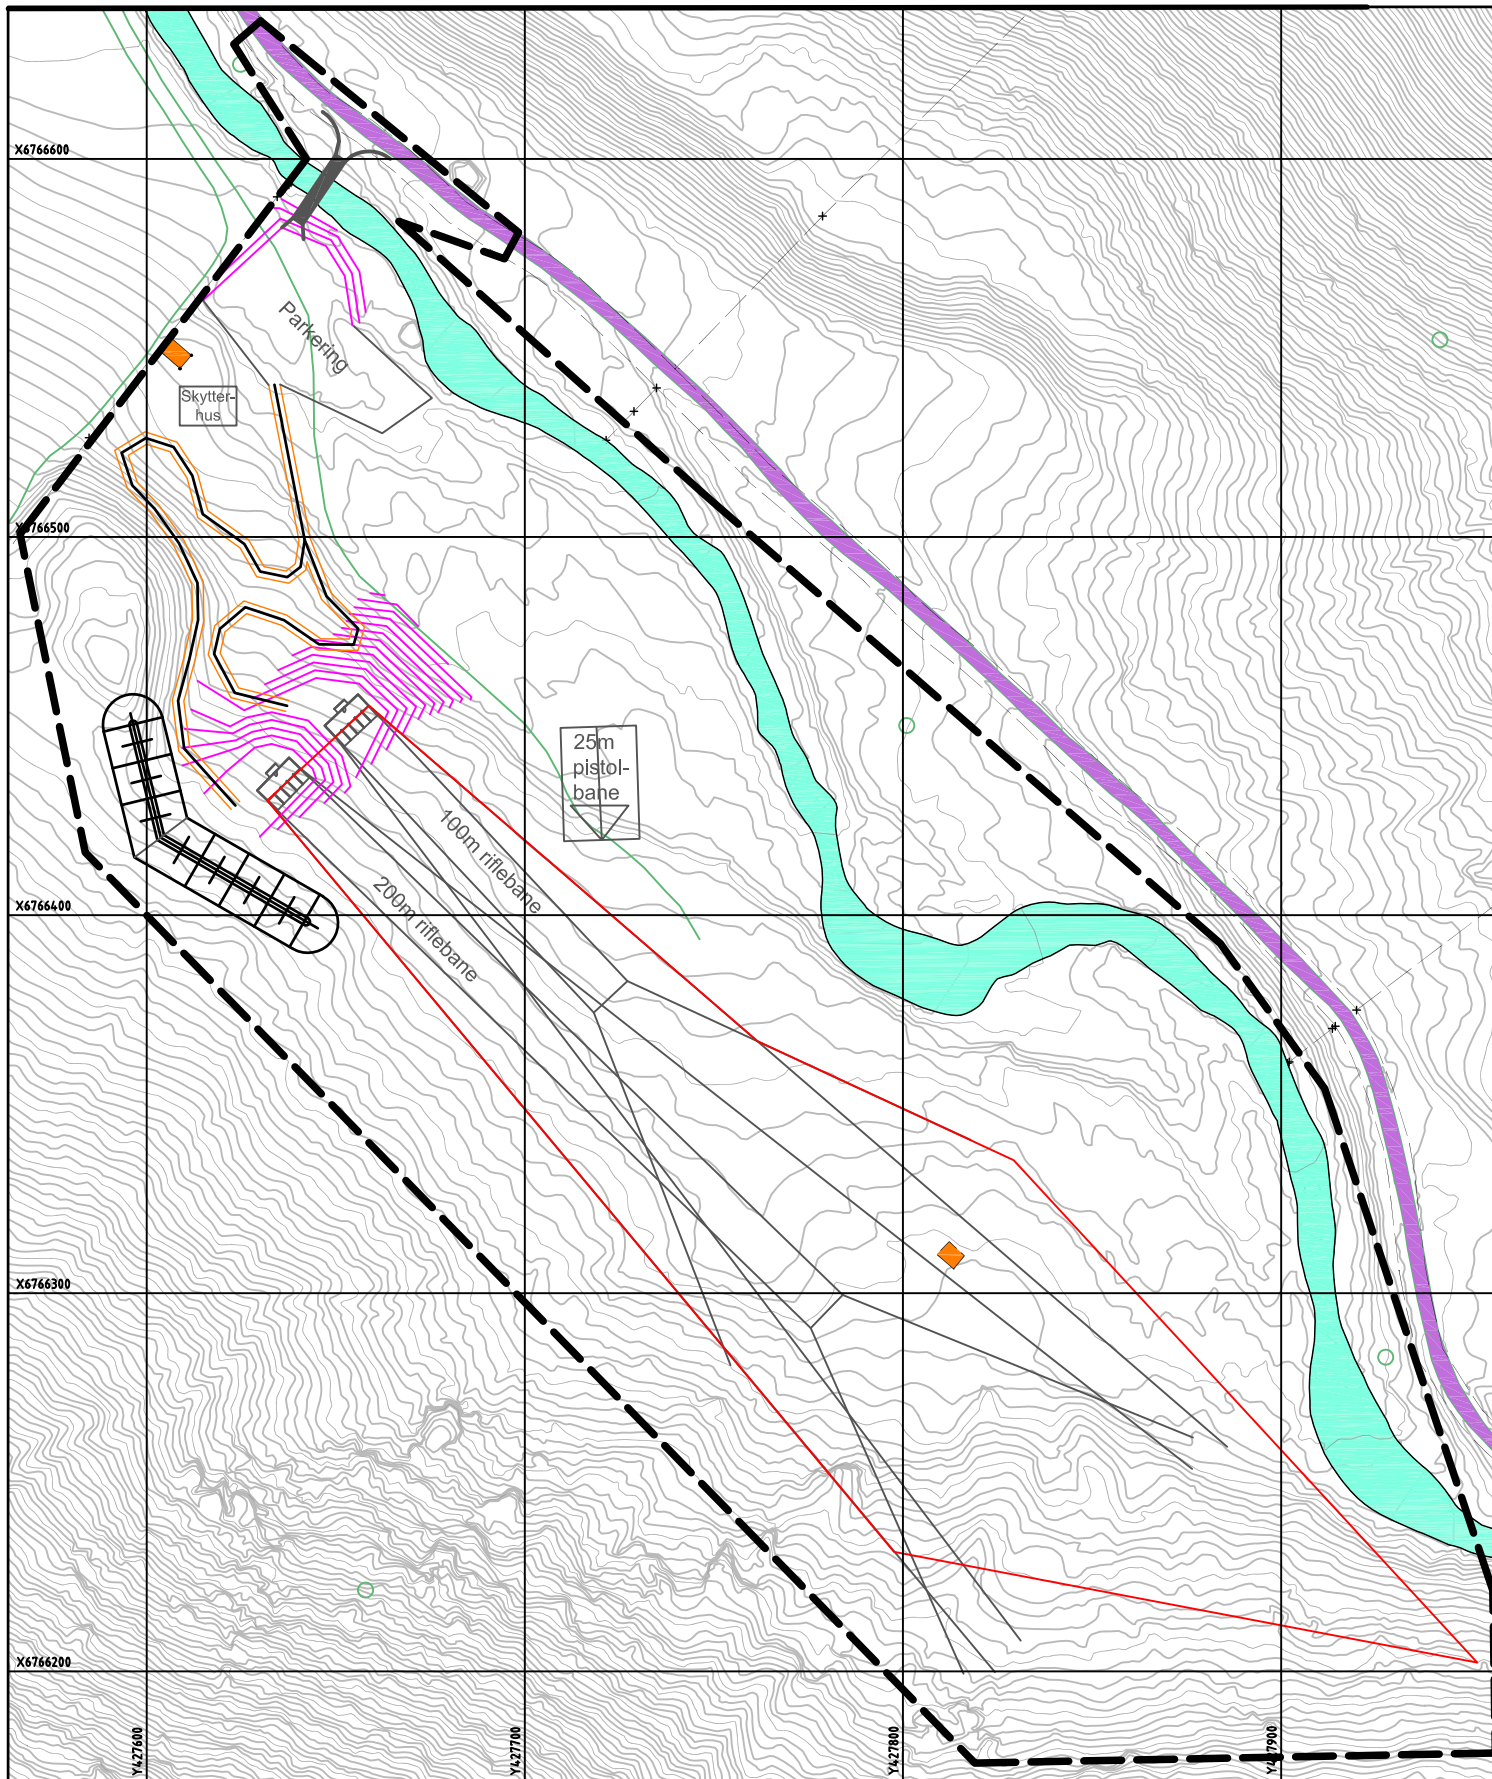 X6766600
Parkering
Skytter-
hus
X6766500
25m
pistol-
bane
100m riflebane
200m riflebane
X6766400
X6766300
X6766200
Y427600
Y427700
Y427800
Y427900